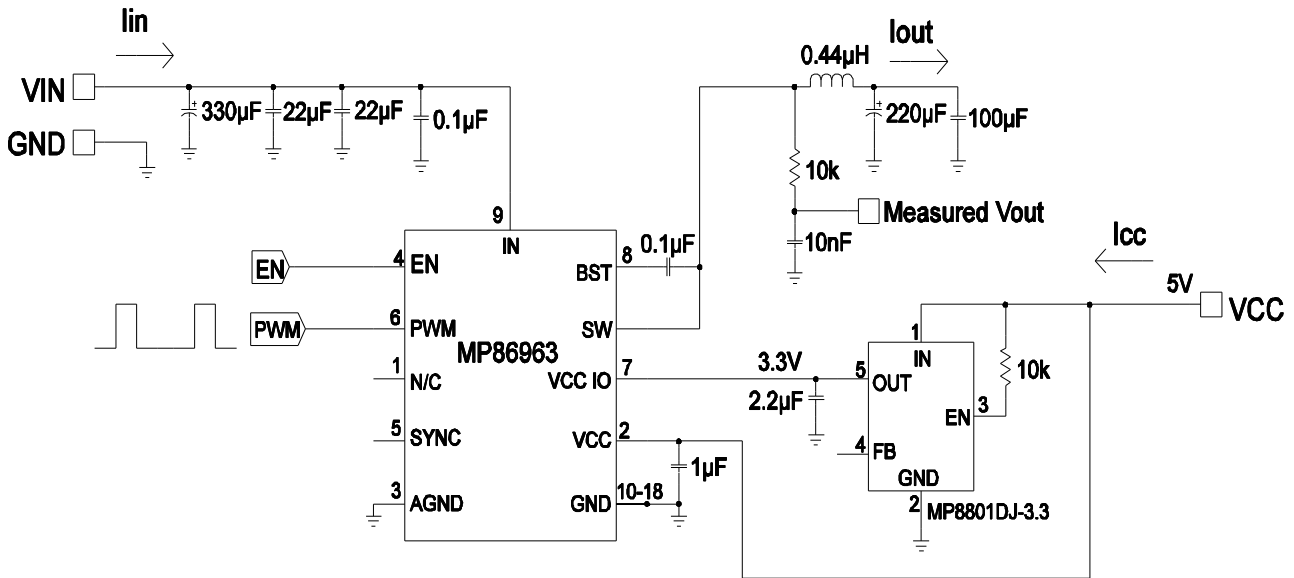 Iin
Iout
0.44µH
VIN
330µF
22µF
22µF
0.1µF
220µF
100µF
GND
10k
9
Measured Vout
IN
0.1µF
10nF
Icc
4
EN
EN
8
BST
5V
VCC
6
PWM
PWM
SW
1
IN
MP86963
10k
1
N/C
7
VCC IO
3.3V
5
OUT
2.2µF
3
EN
5
SYNC
2
VCC
4
FB
1µF
3
AGND
10-18
GND
GND
2
MP8801DJ-3.3